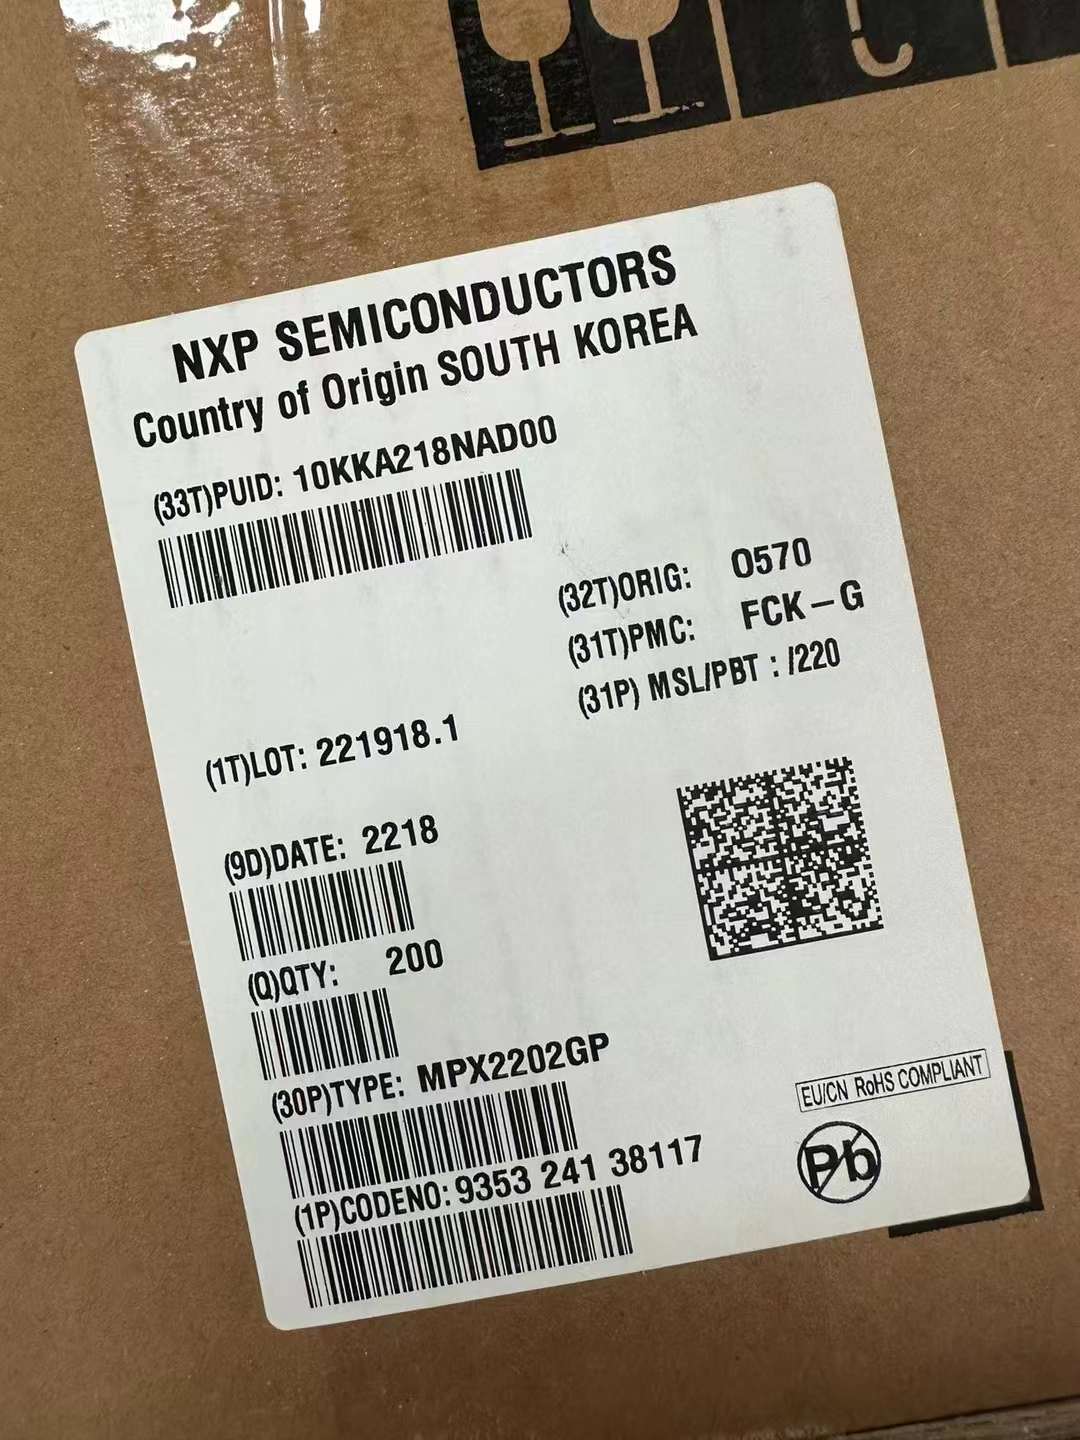 NXP SEMICONDUCTORS
Country of Origin SOUTH KOREA
(33T)PUID: 10KKA218NAD00
(32T)ORIG: O570
(31T)PMC: FCK-G
(31P) MSL/PBT : /220
(1T)LOT: 221918.1
(9D)DATE: 2218
(Q)QTY: 200
(30P)TYPE: MPX2202GP
(1P)CODENO: 9353 241 38117
EU/CN RoHS COMPLIANT
Pb